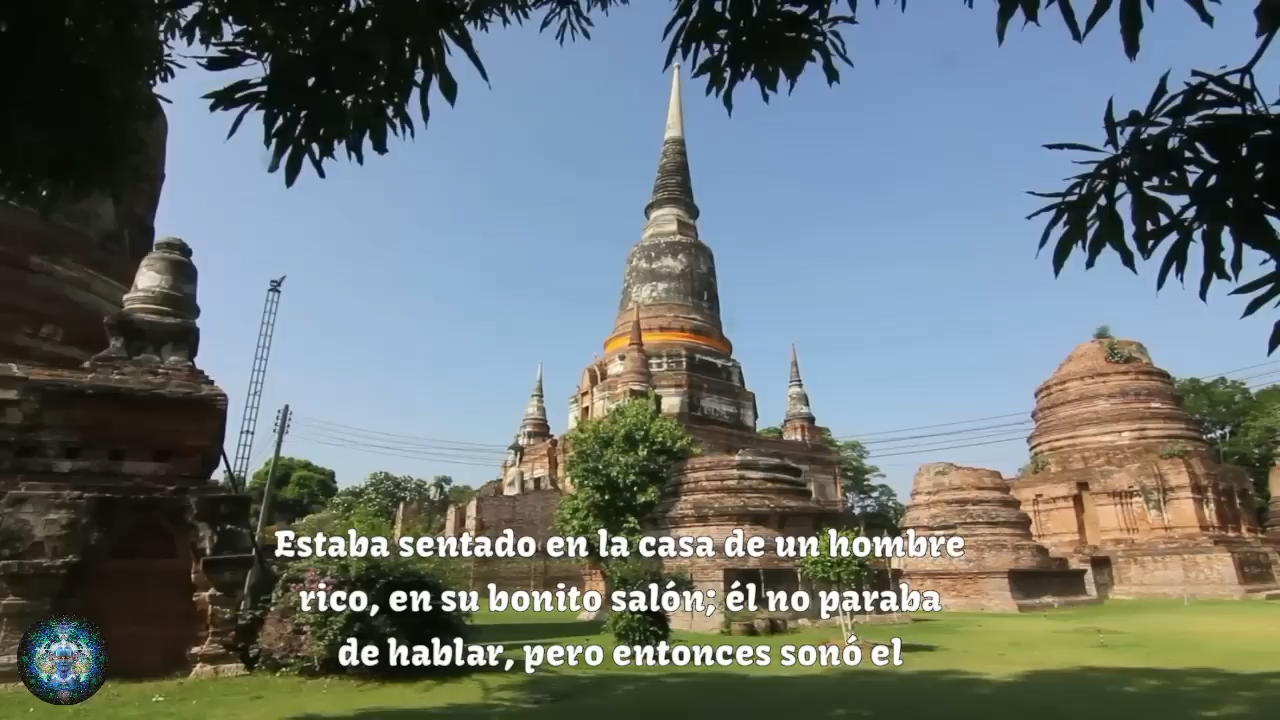 Estaba sentado en la casa de un hombre
rico, en su bonito salón; él no paraba
de hablar, pero entonces sonó el